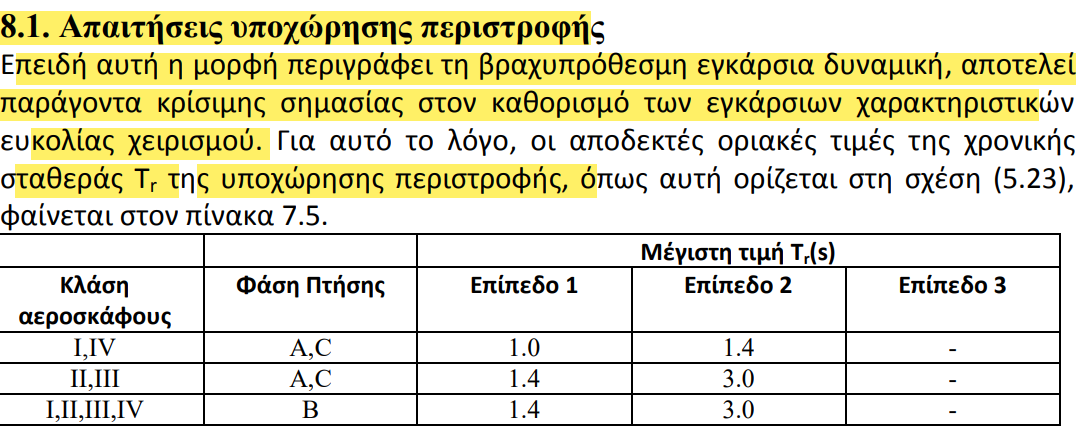 8.1. Απαιτήσεις υποχώρησης περιστροφής
Επειδή αυτή η μορφή περιγράφει τη βραχυπρόθεσμη εγκάρσια δυναμική, αποτελεί
παράγοντα κρίσιμης σημασίας στον καθορισμό των εγκάρσιων χαρακτηριστικών
ευκολίας χειρισμού. Για αυτό το λόγο, οι αποδεκτές οριακές τιμές της χρονικής
σταθεράς Tr της υποχώρησης περιστροφής, όπως αυτή ορίζεται στη σχέση (5.23),
φαίνεται στον πίνακα 7.5.
Μέγιστη τιμή Tr(s)
Κλάση αεροσκάφους Φάση Πτήσης Επίπεδο 1 Επίπεδο 2 Επίπεδο 3
I,IV A,C 1.0 1.4 -
II,III A,C 1.4 3.0 -
I,II,III,IV B 1.4 3.0 -